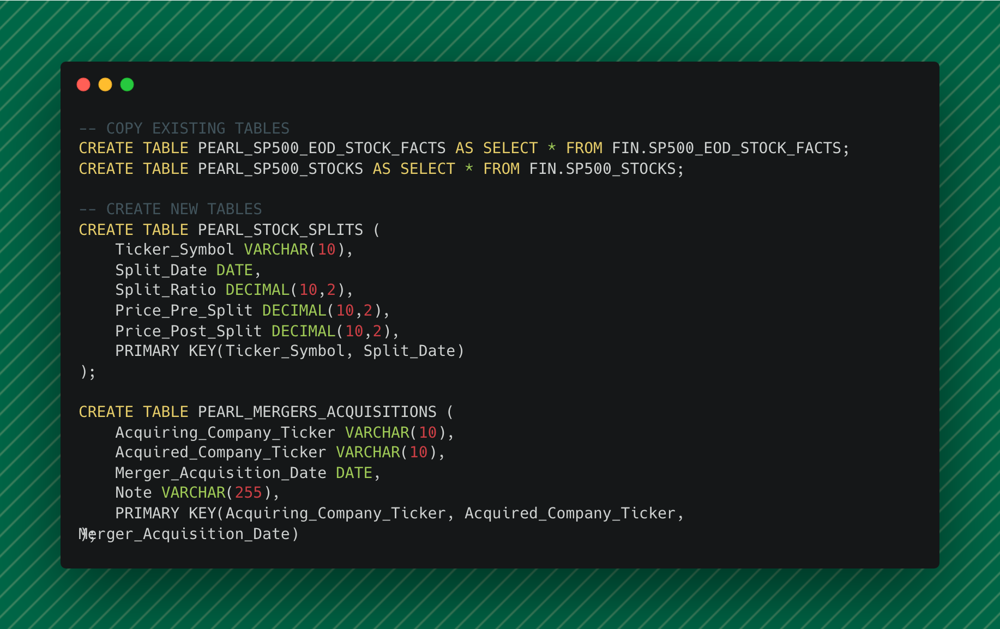 -- COPY EXISTING TABLES
CREATE TABLE PEARL_SP500_EOD_STOCK_FACTS AS SELECT * FROM FIN.SP500_EOD_STOCK_FACTS;
CREATE TABLE PEARL_SP500_STOCKS AS SELECT * FROM FIN.SP500_STOCKS;

-- CREATE NEW TABLES
CREATE TABLE PEARL_STOCK_SPLITS (
    Ticker_Symbol VARCHAR(10),
    Split_Date DATE,
    Split_Ratio DECIMAL(10,2),
    Price_Pre_Split DECIMAL(10,2),
    Price_Post_Split DECIMAL(10,2),
    PRIMARY KEY(Ticker_Symbol, Split_Date)
);

CREATE TABLE PEARL_MERGERS_ACQUISITIONS (
    Acquiring_Company_Ticker VARCHAR(10),
    Acquired_Company_Ticker VARCHAR(10),
    Merger_Acquisition_Date DATE,
    Note VARCHAR(255),
    PRIMARY KEY(Acquiring_Company_Ticker, Acquired_Company_Ticker,
Merger_Acquisition_Date)
);